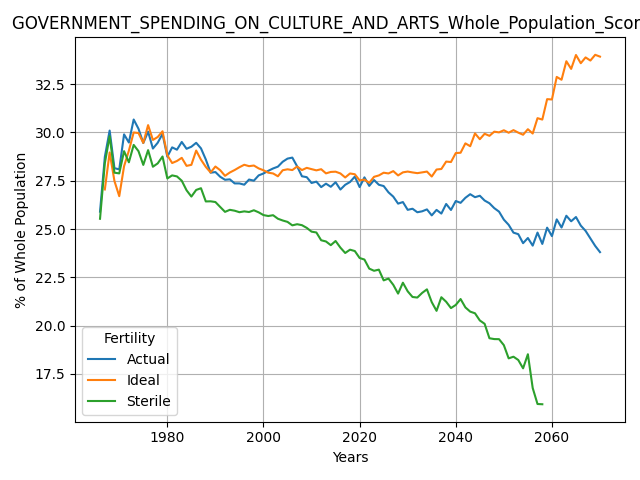 GOVERNMENT_SPENDING_ON_CULTURE_AND_ARTS_Whole_Population_Scor
% of Whole Population
32.5
30.0
27.5
25.0
22.5
20.0
17.5
Fertility
Actual
Ideal
Sterile
1980 2000 2020 2040 2060
Years